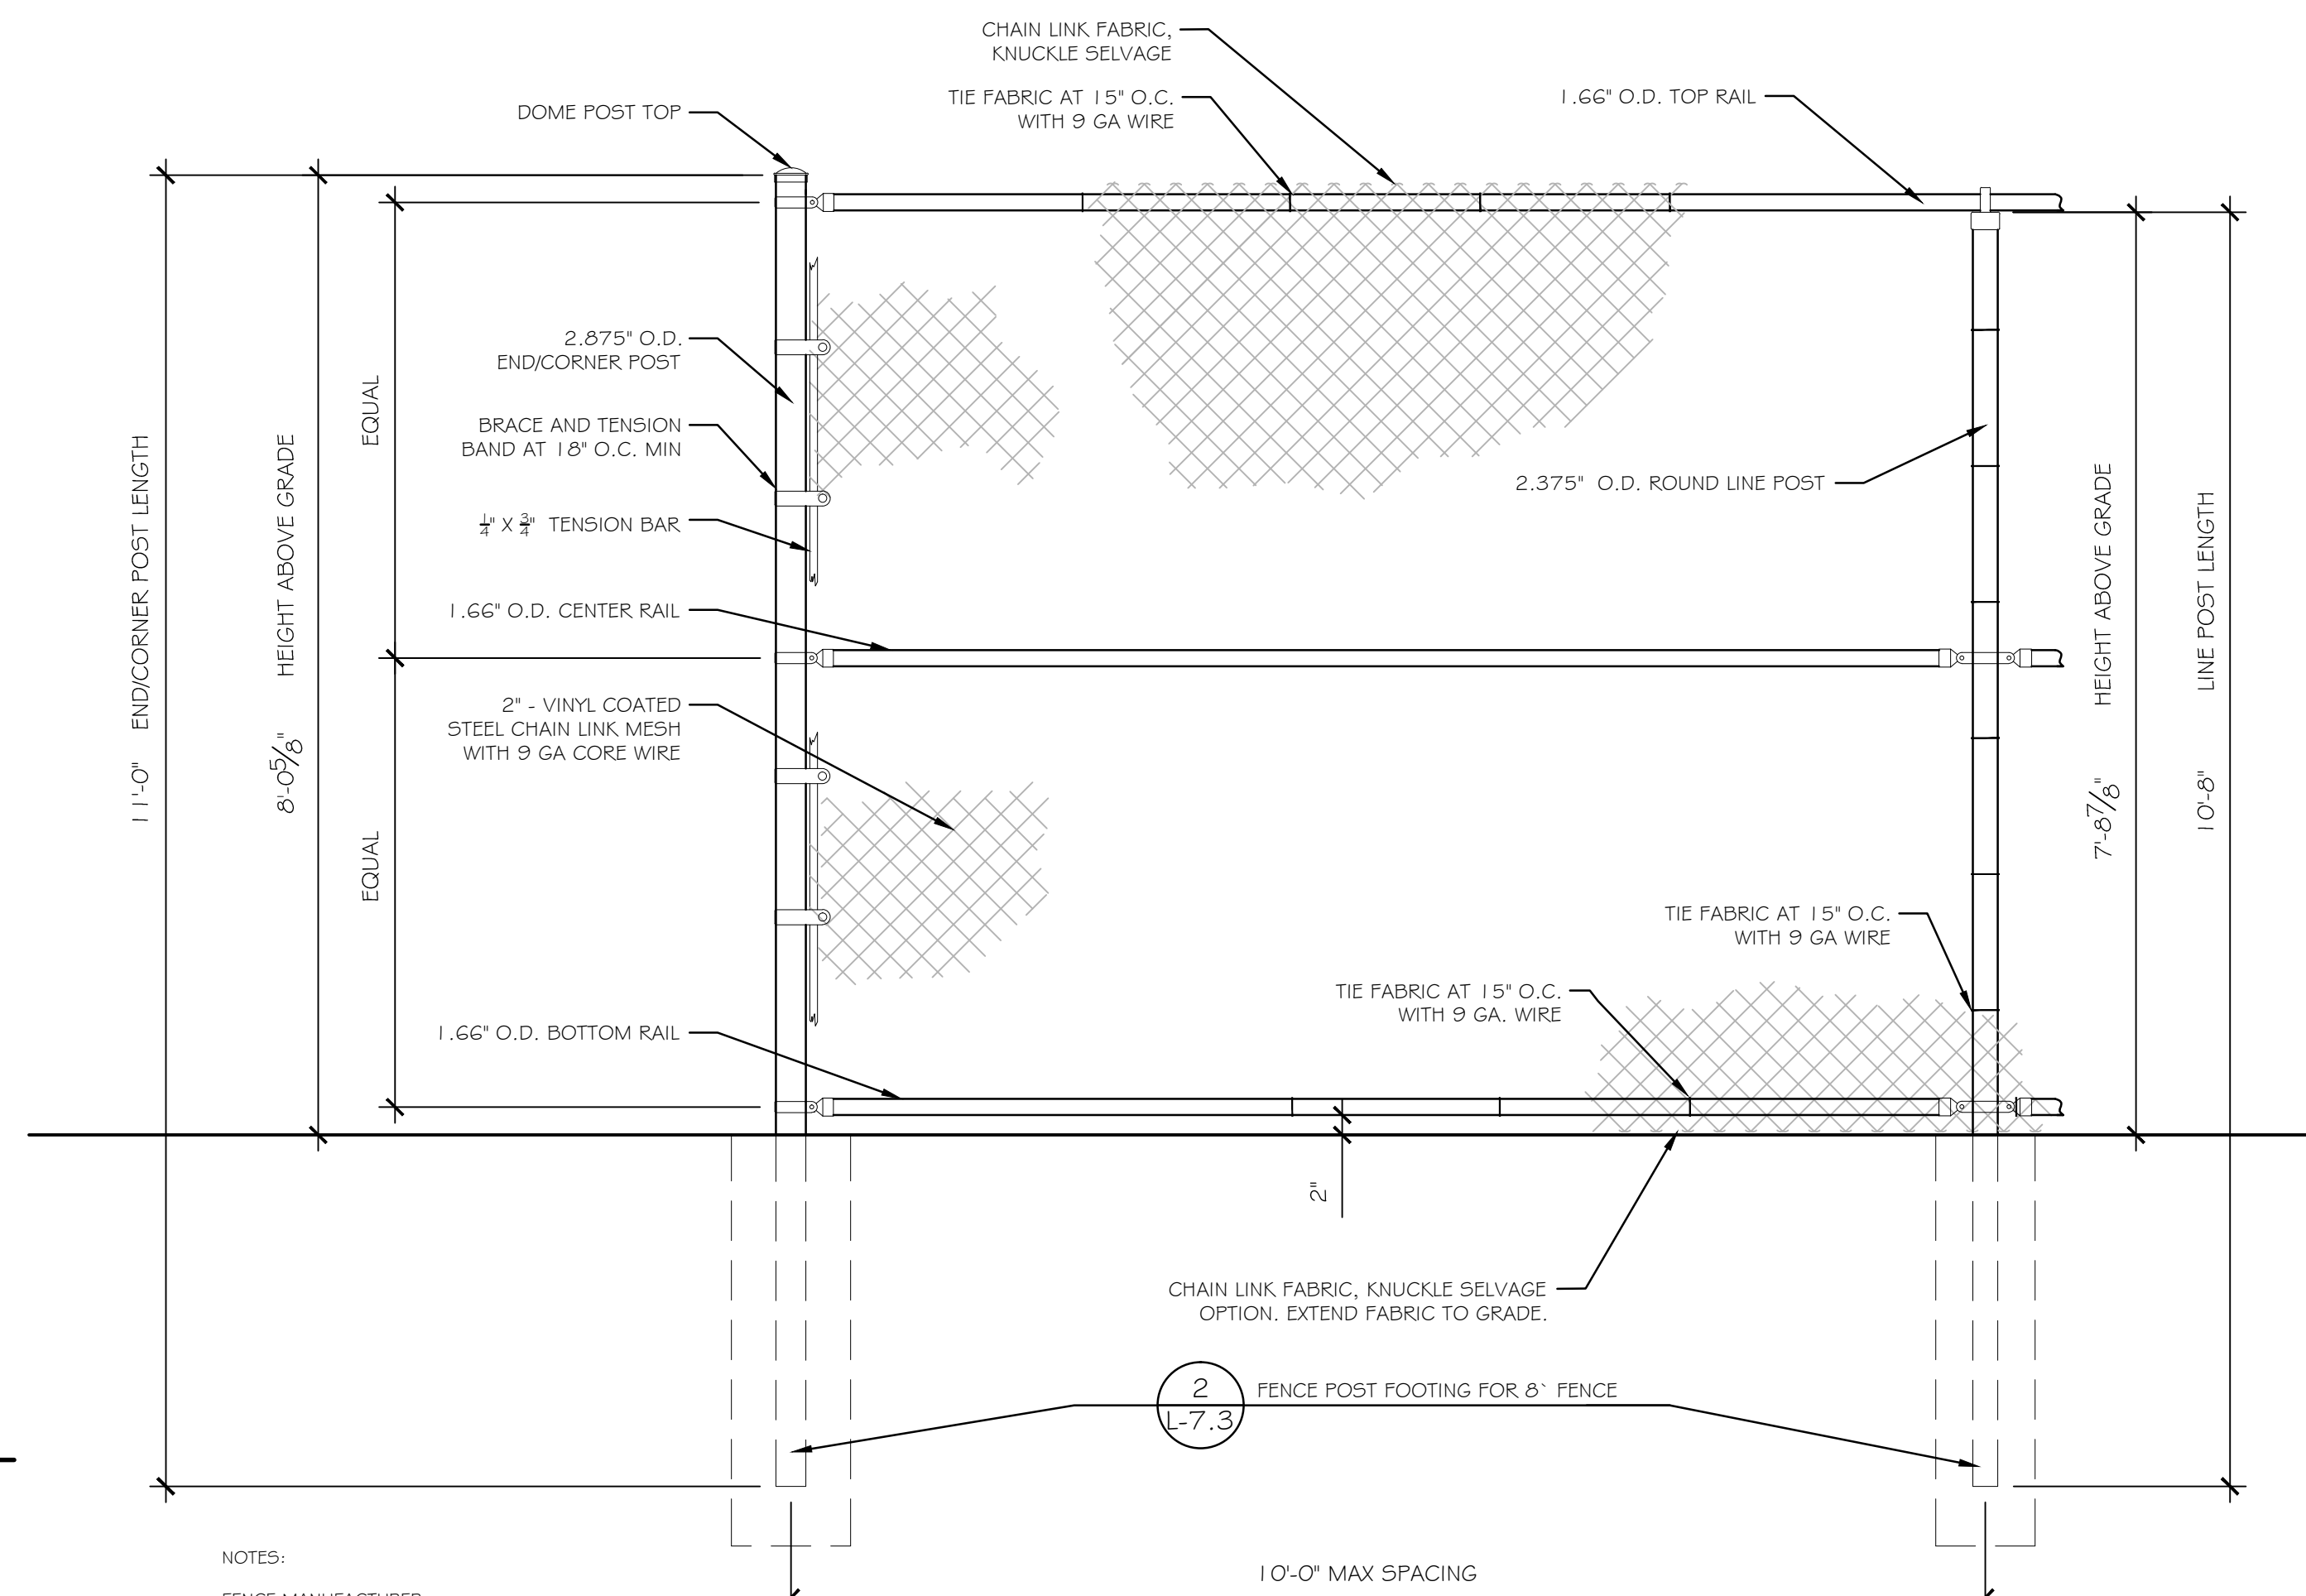 CHAIN LINK FABRIC,
KNUCKLE SELVAGE
TIE FABRIC AT 15" O.C.
WITH 9 GA WIRE
1.66" O.D. TOP RAIL
DOME POST TOP
2.875" O.D.
END/CORNER POST
BRACE AND TENSION
BAND AT 18" O.C. MIN
1/4" X 3/4" TENSION BAR
1.66" O.D. CENTER RAIL
2" - VINYL COATED
STEEL CHAIN LINK MESH
WITH 9 GA CORE WIRE
1.66" O.D. BOTTOM RAIL
11'-0" END/CORNER POST LENGTH
8'-0 5/8" HEIGHT ABOVE GRADE
EQUAL
EQUAL
2.375" O.D. ROUND LINE POST
7'-8 7/8" HEIGHT ABOVE GRADE
10'-8" LINE POST LENGTH
TIE FABRIC AT 15" O.C.
WITH 9 GA WIRE
TIE FABRIC AT 15" O.C.
WITH 9 GA. WIRE
2"
CHAIN LINK FABRIC, KNUCKLE SELVAGE
OPTION. EXTEND FABRIC TO GRADE.
2
L-7.3
FENCE POST FOOTING FOR 8` FENCE
10'-0" MAX SPACING
NOTES:
FENCE MANUFACTURER